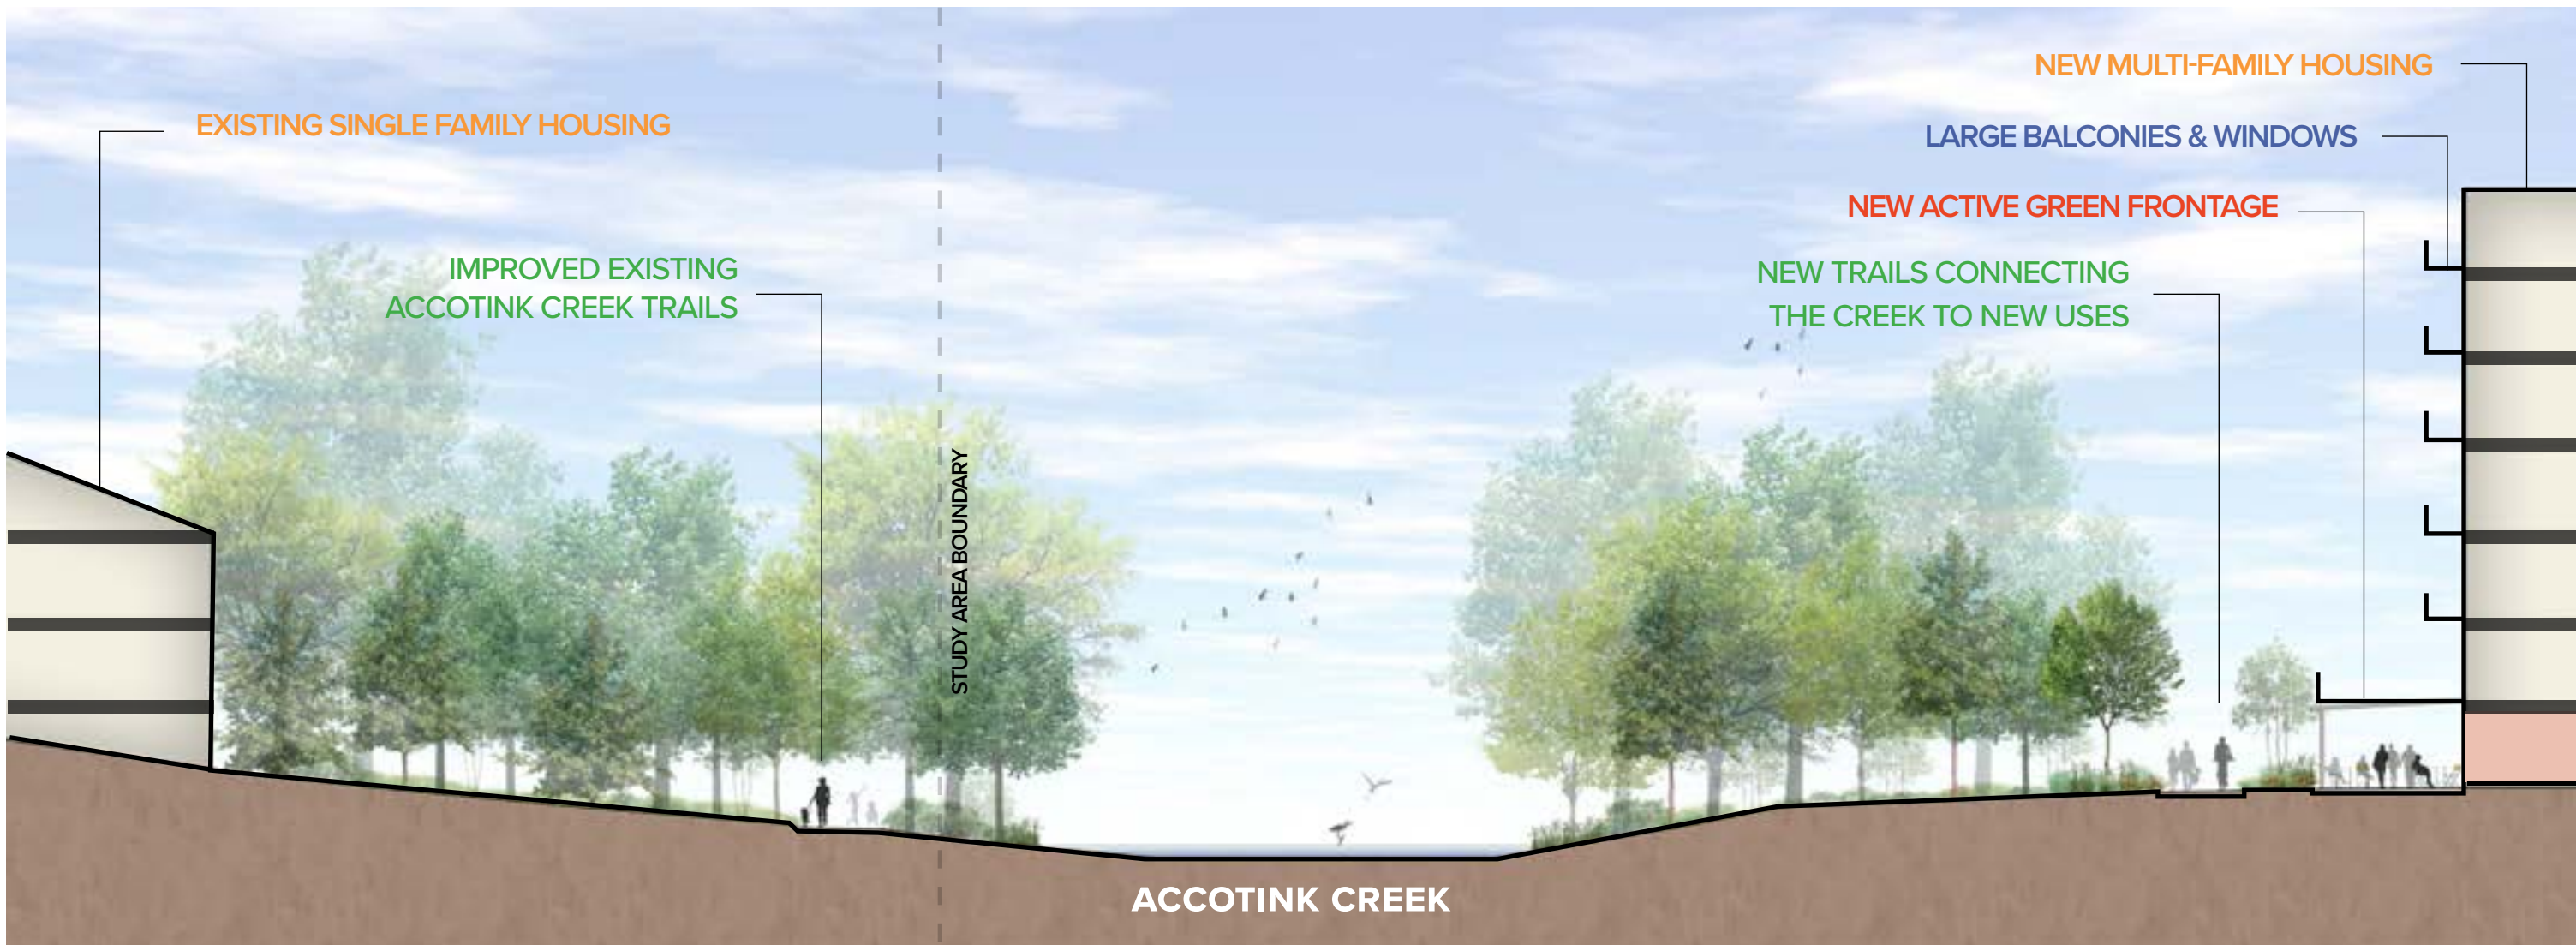 EXISTING SINGLE FAMILY HOUSING
IMPROVED EXISTING
ACCOTINK CREEK TRAILS
STUDY AREA BOUNDARY
NEW MULTI-FAMILY HOUSING
LARGE BALCONIES & WINDOWS
NEW ACTIVE GREEN FRONTAGE
NEW TRAILS CONNECTING
THE CREEK TO NEW USES
ACCOTINK CREEK